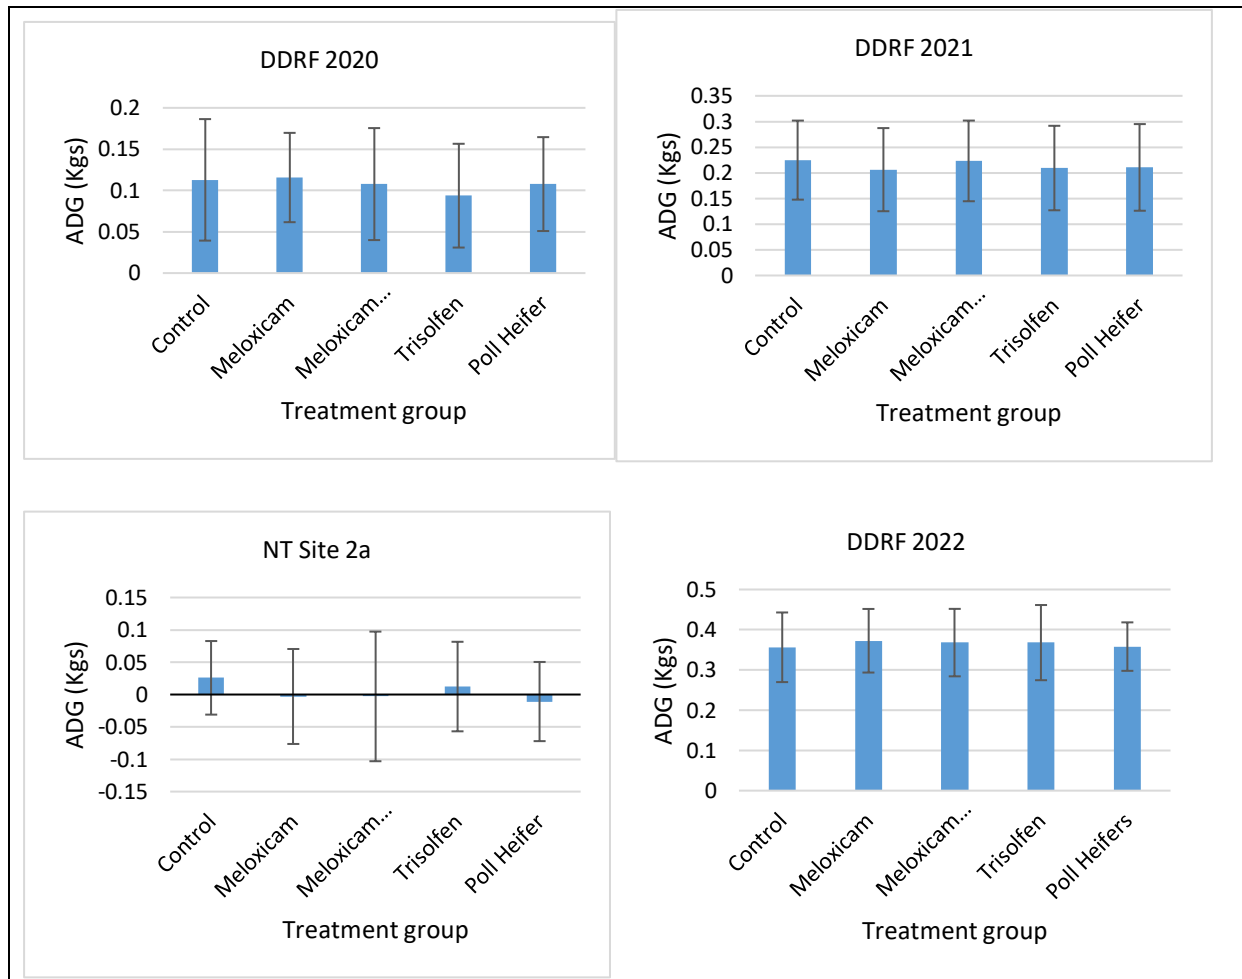 DDRF 2020
ADG (Kgs)
0.2
0.15
0.1
0.05
0
Control
Meloxicam
Meloxicam...
Trisolfen
Poll Heifer
Treatment group
DDRF 2021
ADG (Kgs)
0.35
0.3
0.25
0.2
0.15
0.1
0.05
0
Control
Meloxicam
Meloxicam...
Trisolfen
Poll Heifer
Treatment group
NT Site 2a
ADG (Kgs)
0.15
0.1
0.05
0
-0.05
-0.1
-0.15
Control
Meloxicam
Meloxicam...
Trisolfen
Poll Heifer
Treatment group
DDRF 2022
ADG (Kgs)
0.5
0.4
0.3
0.2
0.1
0
Control
Meloxicam
Meloxicam...
Trisolfen
Poll Heifers
Treatment group